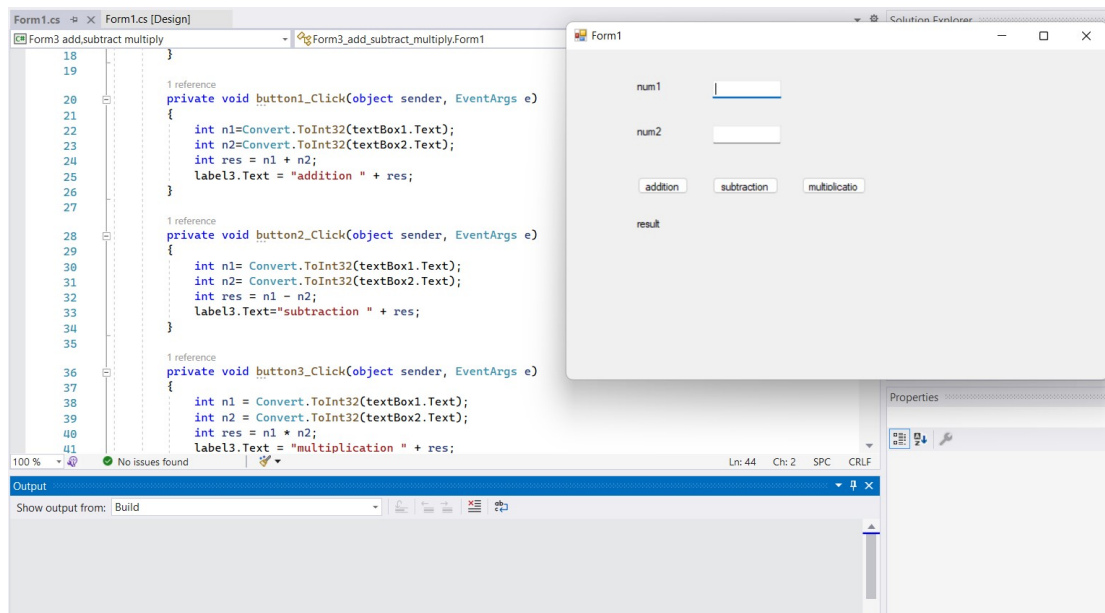 Form1.cs
Form1.cs [Design]
Solution Explorer
Form3 add,subtract multiply
Form3_add_subtract_multiply.Form1
18 }
19
1 reference
20 private void button1_Click(object sender, EventArgs e)
21 {
22 int n1=Convert.ToInt32(textBox1.Text);
23 int n2=Convert.ToInt32(textBox2.Text);
24 int res = n1 + n2;
25 label3.Text = "addition " + res;
26 }
27
1 reference
28 private void button2_Click(object sender, EventArgs e)
29 {
30 int n1= Convert.ToInt32(textBox1.Text);
31 int n2= Convert.ToInt32(textBox2.Text);
32 int res = n1 - n2;
33 label3.Text="subtraction " + res;
34 }
35
1 reference
36 private void button3_Click(object sender, EventArgs e)
37 {
38 int n1 = Convert.ToInt32(textBox1.Text);
39 int n2 = Convert.ToInt32(textBox2.Text);
40 int res = n1 * n2;
41 label3.Text = "multiplication " + res;
100 %
No issues found
Ln: 44 Ch: 2 SPC CRLF
Output
Show output from: Build
Form1
num1
num2
addition subtraction multiplicatio
result
Properties